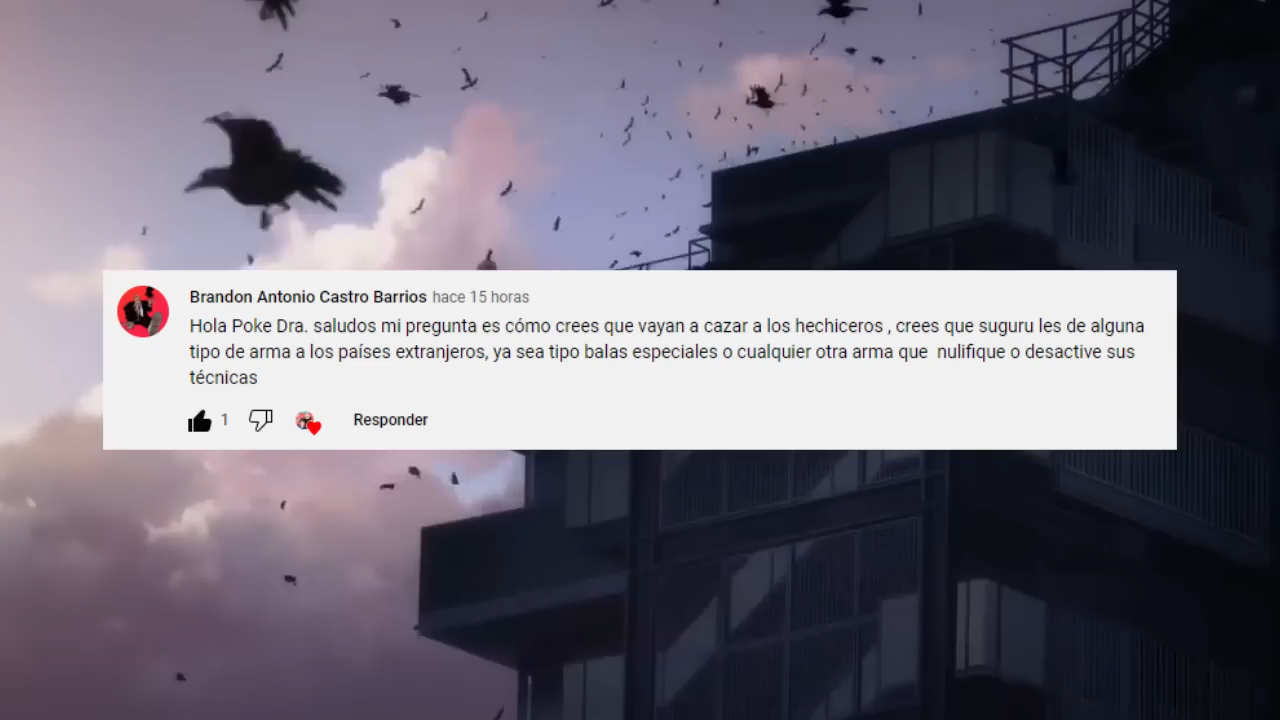 Brandon Antonio Castro Barrios hace 15 horas
Hola Poke Dra. saludos mi pregunta es cómo crees que vayan a cazar a los hechiceros , crees que suguru les de alguna
tipo de arma a los países extranjeros, ya sea tipo balas especiales o cualquier otra arma que  nulifique o desactive sus
técnicas
1 Responder